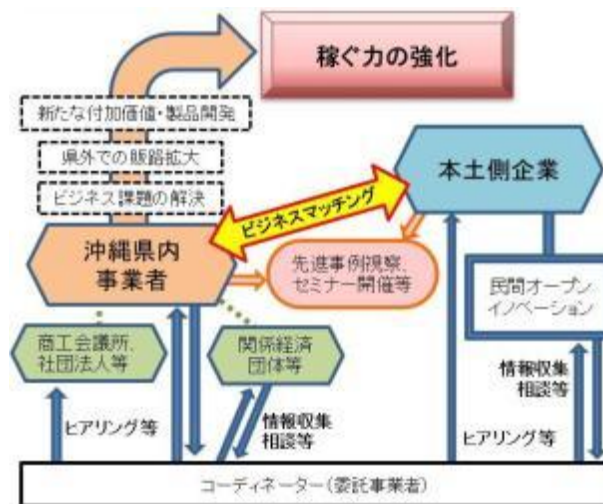 稼ぐ力の強化
新たな付加価値・製品開発
県外での販路拡大
ビジネス課題の解決
本土側企業
ビジネスマッチング
沖縄県内
事業者
先進事例視察、
セミナー開催等
民間オープン
イノベーション
商工会議所、
社団法人等
関係経済
団体等
情報収集
相談等
ヒアリング等
情報収集
相談等
ヒアリング等
コーディネーター(委託事業者)